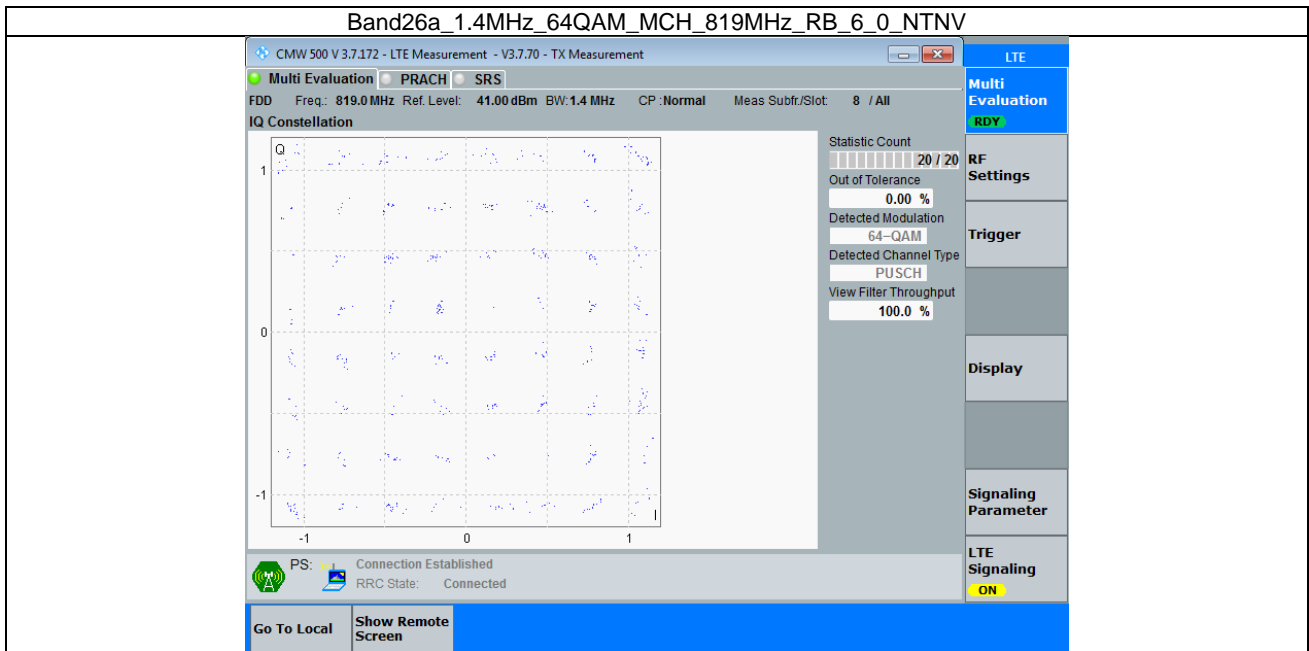 Band26a_1.4MHz_64QAM_MCH_819MHz_RB_6_0_NTNV
CMW 500 V 3.7.172 - LTE Measurement - V3.7.70 - TX Measurement
LTE
Multi Evaluation PRACH SRS
Multi
Evaluation
RDY
FDD Freq.: 819.0 MHz Ref. Level: 41.00 dBm BW: 1.4 MHz CP : Normal Meas Subfr./Slot: 8 / All
IQ Constellation
Q
1
0
-1
-1 0 1
I
Statistic Count
20 / 20
Out of Tolerance
0.00 %
Detected Modulation
64-QAM
Detected Channel Type
PUSCH
View Filter Throughput
100.0 %
RF
Settings
Trigger
Display
Signaling
Parameter
LTE
Signaling
ON
PS: Connection Established
RRC State: Connected
Go To Local
Show Remote
Screen